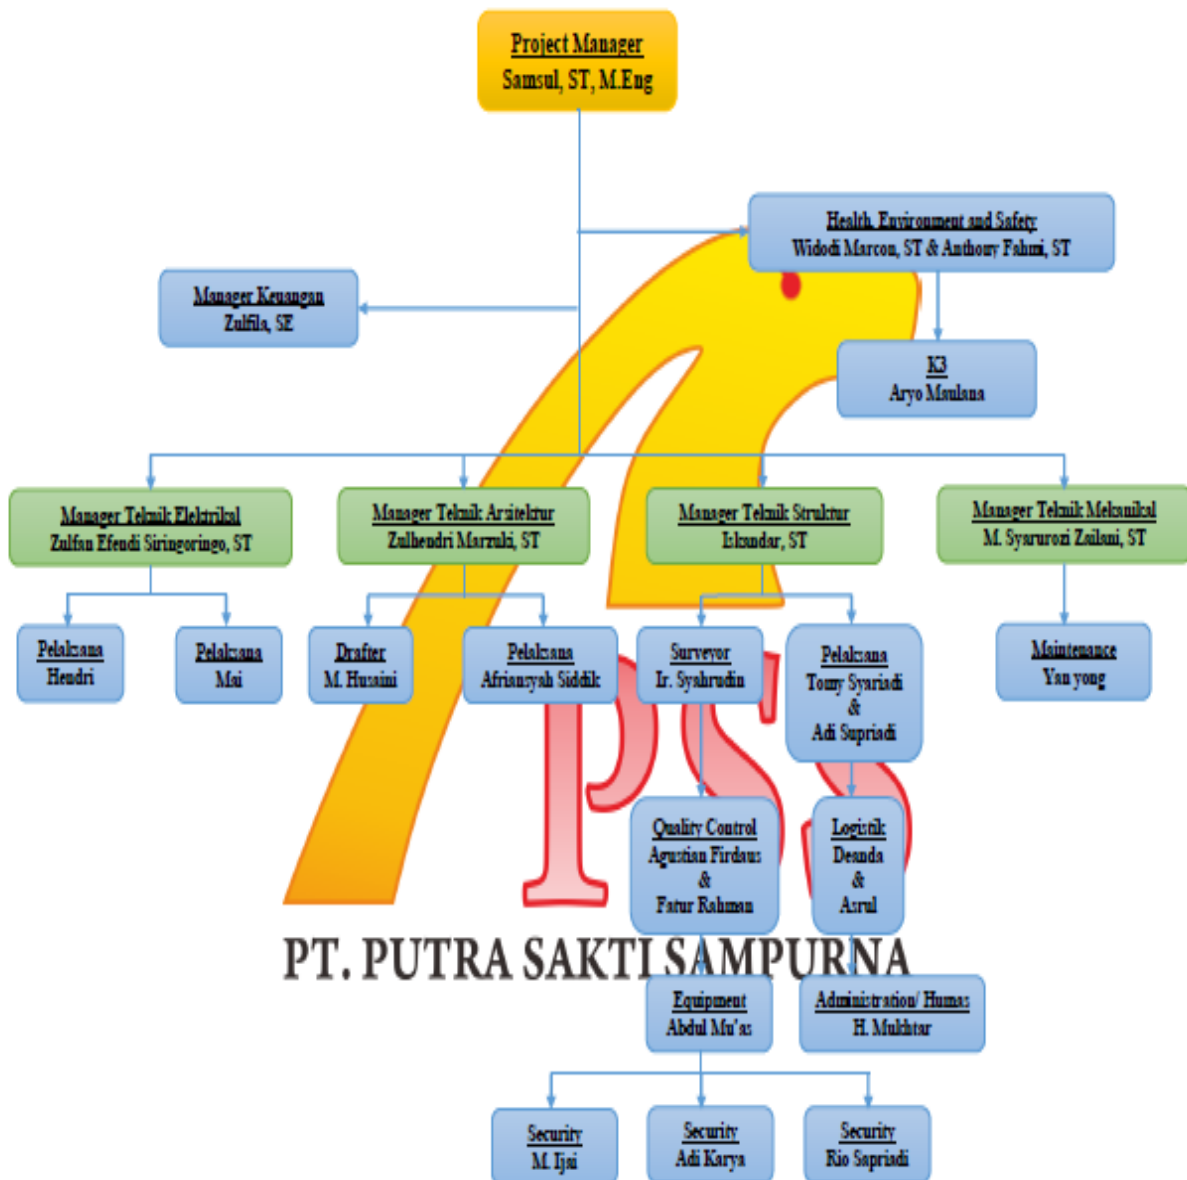 Project Manager
Samsul, ST, M.Eng
Health, Environment and Safety
Widodi Marcon, ST & Anthony Fahmi, ST
Manager Keuangan
Zulfila, SE
K3
Aryo Maulana
Manager Teknik Elektrikal
Zulfan Efendi Siringoringo, ST
Manager Teknik Arsitektur
Zulhendri Marzuki, ST
Manager Teknik Struktur
Iskandar, ST
Manager Teknik Mekanikal
M. Syarurozi Zailani, ST
Pelaksana
Hendri
Pelaksana
Mai
Drafter
M. Husaini
Pelaksana
Afriansyah Siddik
Surveyor
Ir. Syahrudin
Pelaksana
Tomy Syariadi
&
Adi Supriadi
Maintenance
Yan yong
PSS
Quality Control
Agustian Firdaus
&
Fatur Rahman
Logistik
Deanda
&
Asrul
PT. PUTRA SAKTI SAMPURNA
Equipment
Abdul Mu'as
Administration/ Humas
H. Mukhtar
Security
M. Ijai
Security
Adi Karya
Security
Rio Sapriadi